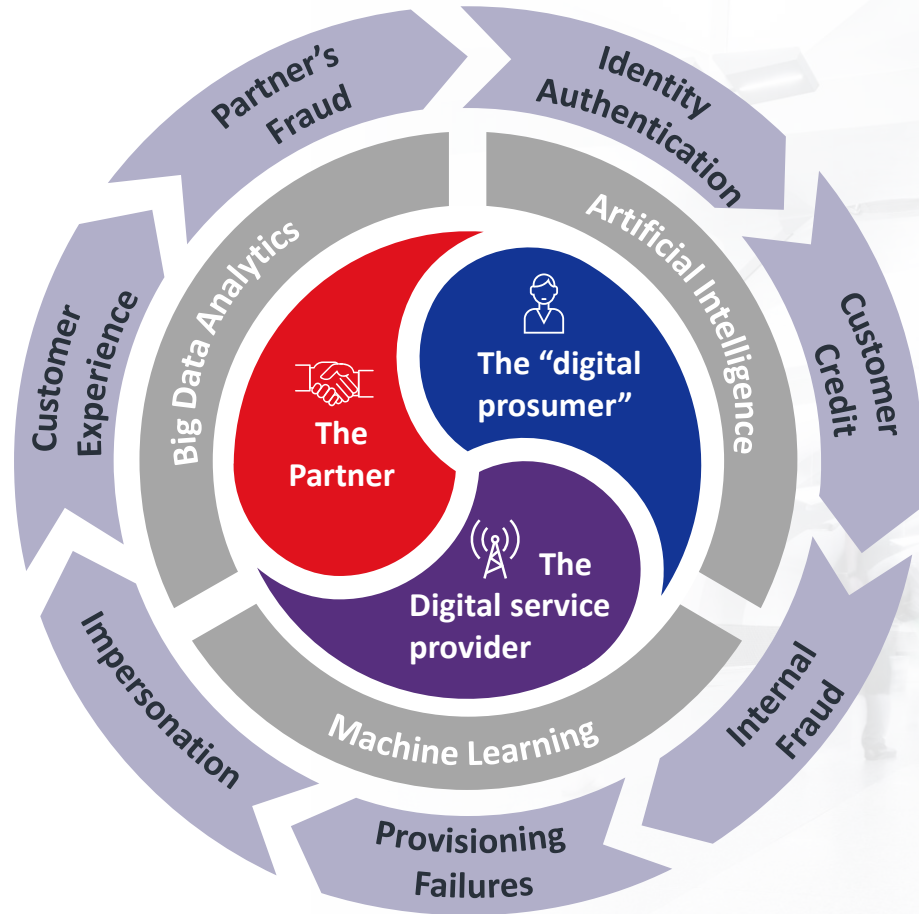 Partner's
Fraud
Identity
Authentication
Customer
Credit
Internal
Fraud
Provisioning
Failures
Impersonation
Customer
Experience
Big Data Analytics
Artificial Intelligence
Machine Learning
The
Partner
The “digital
prosumer”
The
Digital service
provider